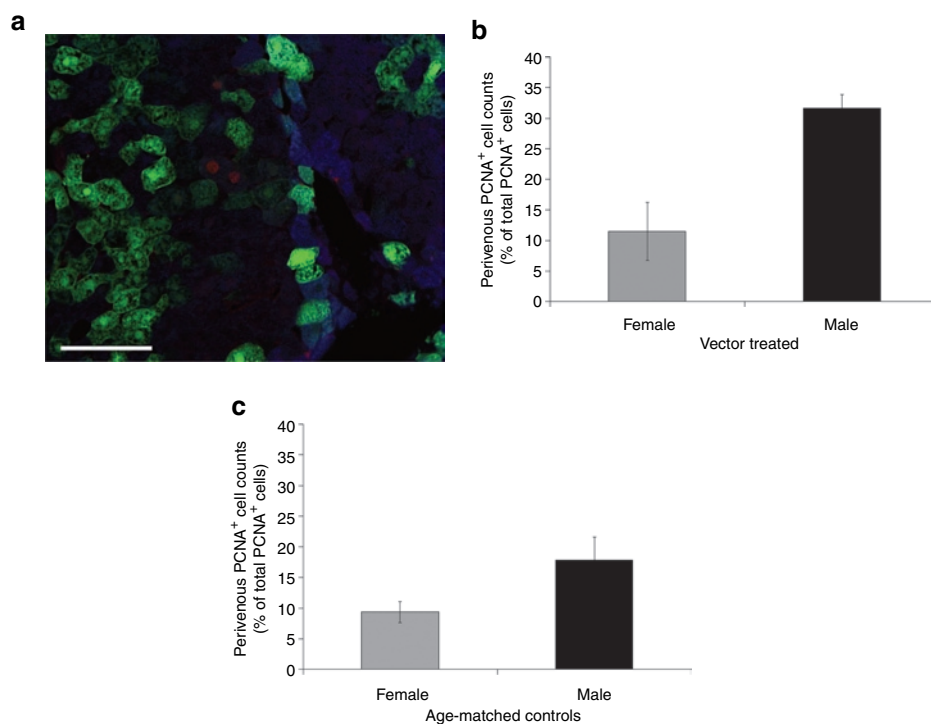 a
b
Perivenous PCNA+ cell counts
(% of total PCNA+ cells)
40
35
30
25
20
15
10
5
0
Female
Male
Vector treated
c
Perivenous PCNA+ cell counts
(% of total PCNA+ cells)
40
35
30
25
20
15
10
5
0
Female
Male
Age-matched controls